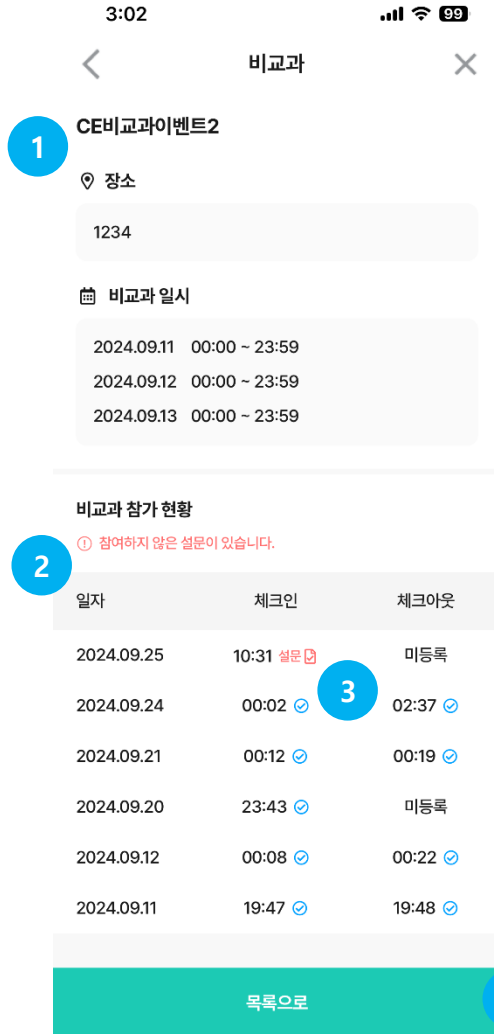 3:02 99
비교과
1
CE비교과이벤트2
장소
1234
비교과 일시
2024.09.11 00:00 ~ 23:59
2024.09.12 00:00 ~ 23:59
2024.09.13 00:00 ~ 23:59
비교과 참가 현황
참여하지 않은 설문이 있습니다.
2
일자 체크인 체크아웃
2024.09.25 10:31 설문 미등록
3
2024.09.24 00:02 02:37
2024.09.21 00:12 00:19
2024.09.20 23:43 미등록
2024.09.12 00:08 00:22
2024.09.11 19:47 19:48
목록으로